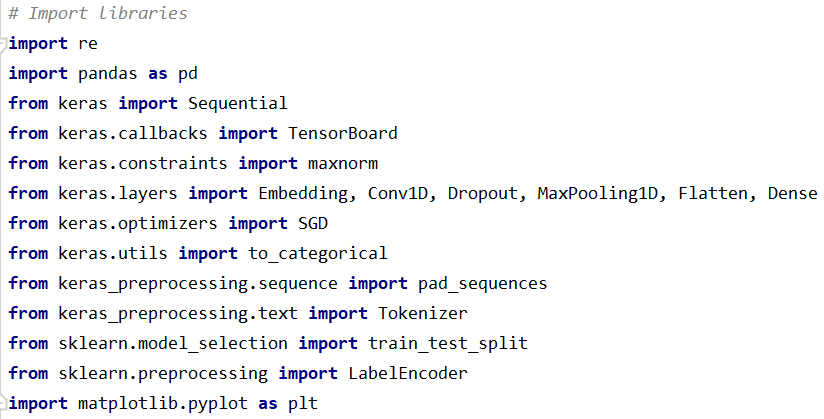 # Import libraries
import re
import pandas as pd
from keras import Sequential
from keras.callbacks import TensorBoard
from keras.constraints import maxnorm
from keras.layers import Embedding, Conv1D, Dropout, MaxPooling1D, Flatten, Dense
from keras.optimizers import SGD
from keras.utils import to_categorical
from keras_preprocessing.sequence import pad_sequences
from keras_preprocessing.text import Tokenizer
from sklearn.model_selection import train_test_split
from sklearn.preprocessing import LabelEncoder
import matplotlib.pyplot as plt